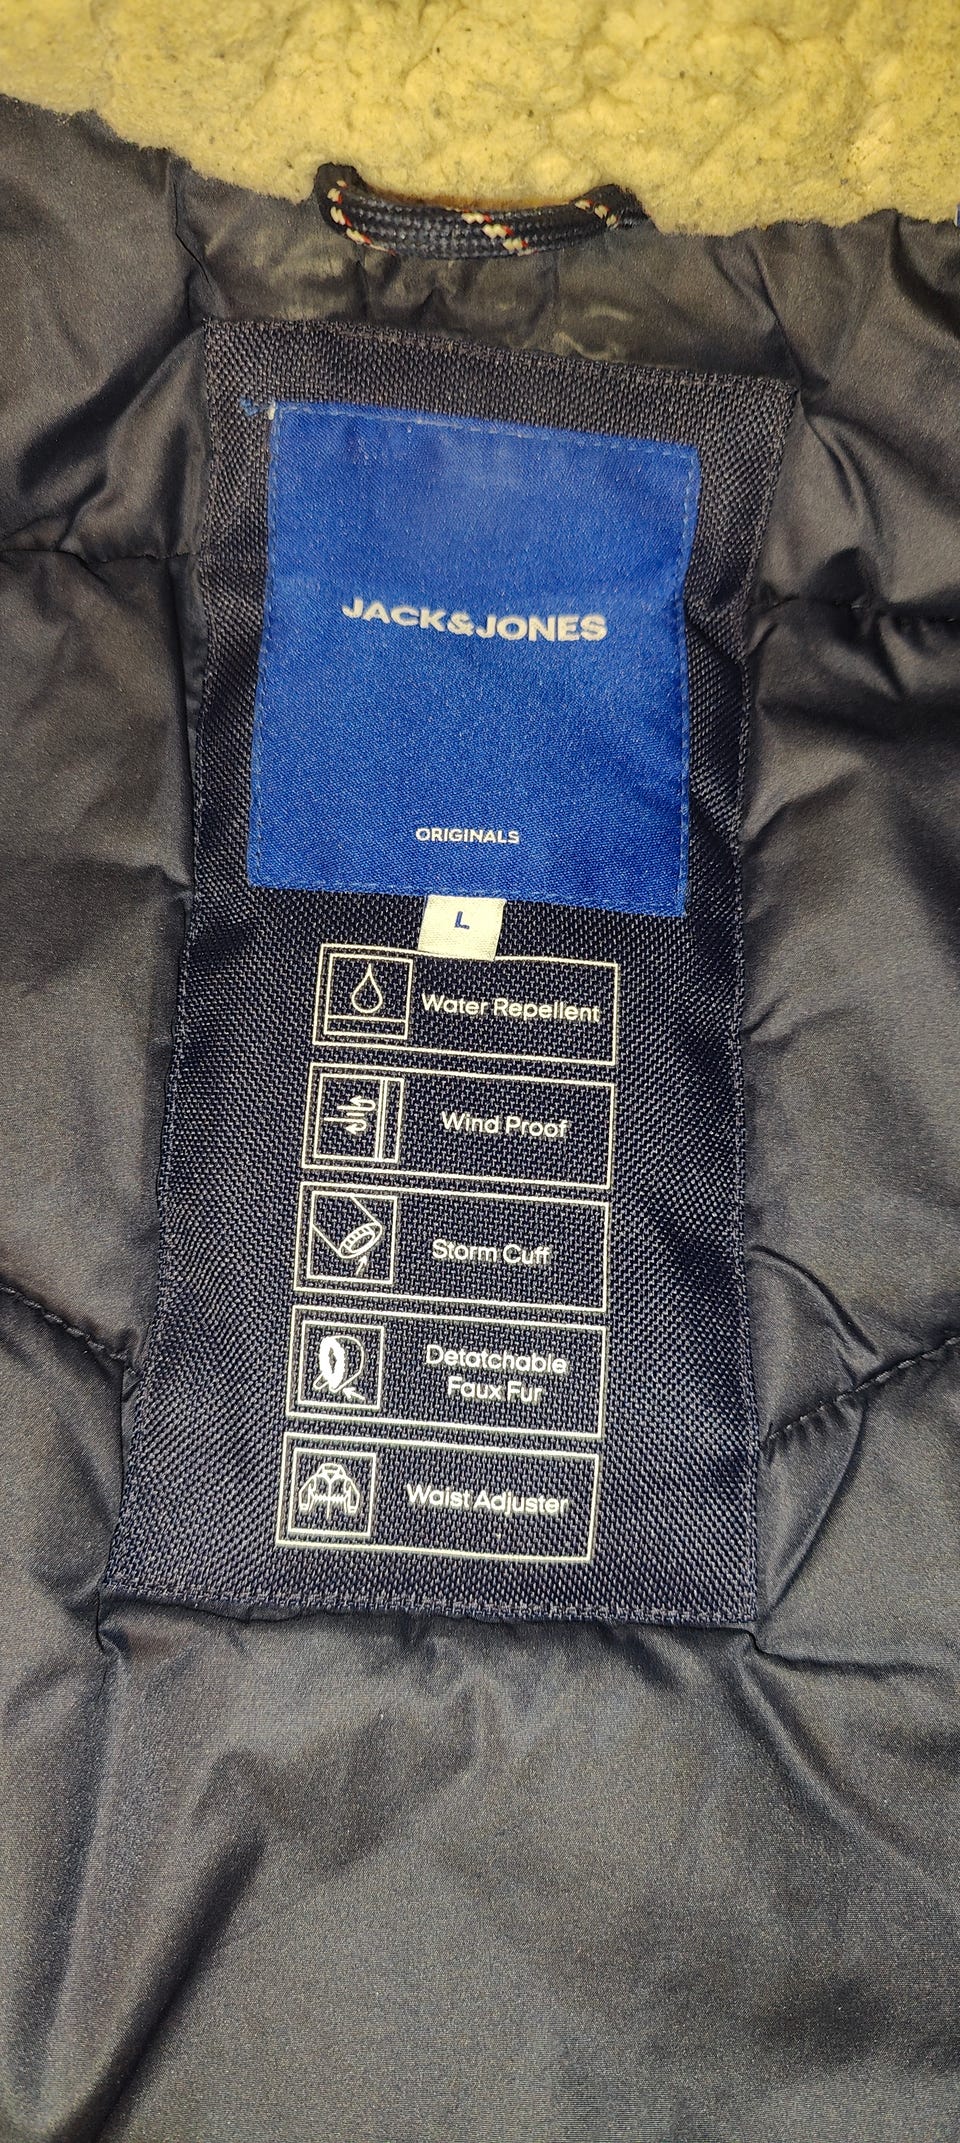 JACK&JONES
ORIGINALS
L
Water Repellent
Wind Proof
Storm Cuff
Detatchable
Faux Fur
Waist Adjuster